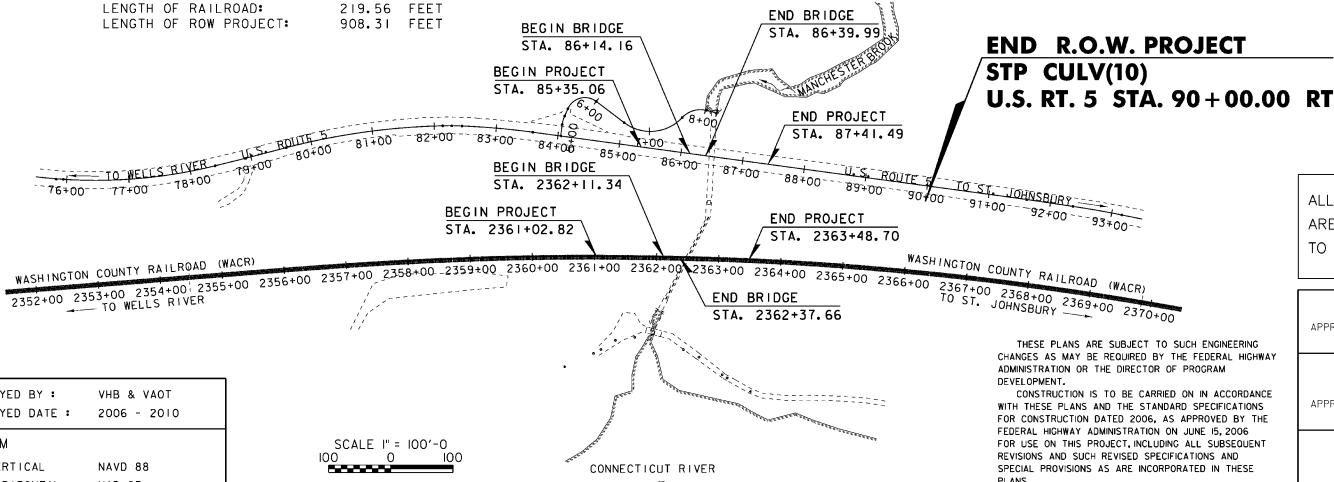 LENGTH OF RAILROAD: 219.56 FEET
LENGTH OF ROW PROJECT: 908.31 FEET
BEGIN BRIDGE
STA. 86+14.16
END BRIDGE
STA. 86+39.99
MANCHESTER BROOK
END R.O.W. PROJECT
STP CULV(10)
U.S. RT. 5 STA. 90+00.00 RT
BEGIN PROJECT
STA. 85+35.06
END PROJECT
STA. 87+41.49
6+00
8+00
TO WELLS RIVER
U.S. ROUTE 5
U.S. ROUTE 5
TO ST. JOHNSBURY
76+00 77+00 78+00 79+00 80+00 81+00 82+00 83+00 84+00 85+00 86+00 87+00 88+00 89+00 90+00 91+00 92+00 93+00
BEGIN BRIDGE
STA. 2362+11.34
BEGIN PROJECT
STA. 2361+02.82
END PROJECT
STA. 2363+48.70
WASHINGTON COUNTY RAILROAD (WACR)
WASHINGTON COUNTY RAILROAD (WACR)
2352+00 2353+00 2354+00 2355+00 2356+00 2357+00 2358+00 2359+00 2360+00 2361+00 2362+00 2363+00 2364+00 2365+00 2366+00 2367+00 2368+00 2369+00 2370+00
TO WELLS RIVER
TO ST. JOHNSBURY
END BRIDGE
STA. 2362+37.66
ALL
ARE
TO
APPR
APPR
THESE PLANS ARE SUBJECT TO SUCH ENGINEERING
CHANGES AS MAY BE REQUIRED BY THE FEDERAL HIGHWAY
ADMINISTRATION OR THE DIRECTOR OF PROGRAM
DEVELOPMENT.
CONSTRUCTION IS TO BE CARRIED ON IN ACCORDANCE
WITH THESE PLANS AND THE STANDARD SPECIFICATIONS
FOR CONSTRUCTION DATED 2006, AS APPROVED BY THE
FEDERAL HIGHWAY ADMINISTRATION ON JUNE 15, 2006
FOR USE ON THIS PROJECT, INCLUDING ALL SUBSEQUENT
REVISIONS AND SUCH REVISED SPECIFICATIONS AND
SPECIAL PROVISIONS AS ARE INCORPORATED IN THESE
PLANS
YED BY : VHB & VAOT
YED DATE : 2006 - 2010
M
ERTICAL NAVD 88
SCALE 1" = 100'-0
100 0 100
CONNECTICUT RIVER